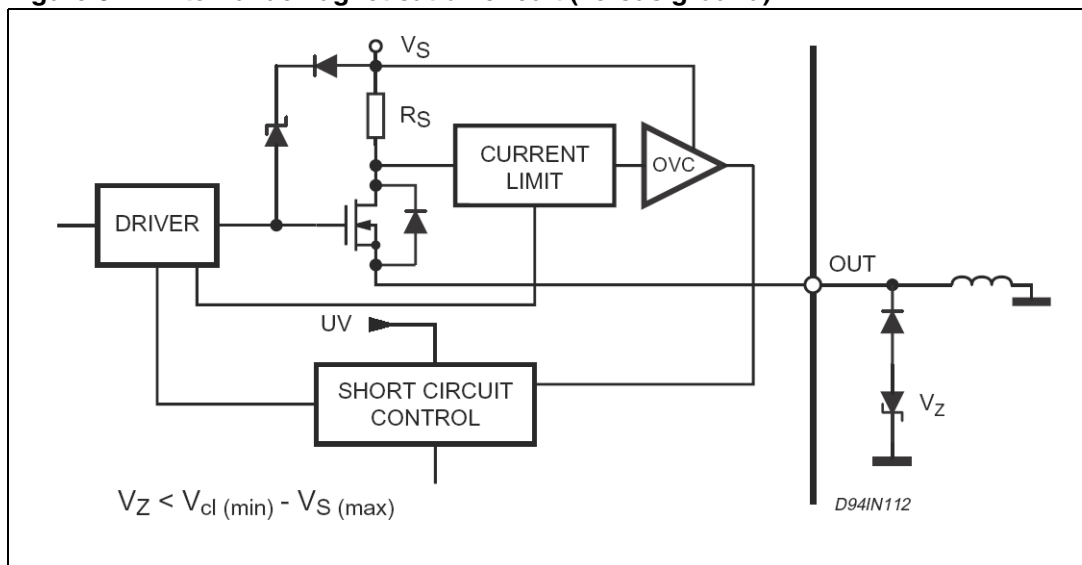 V_S
R_S
CURRENT
LIMIT
OVC
DRIVER
OUT
UV
SHORT CIRCUIT
CONTROL
V_Z
V_Z < V_cl (min) - V_S (max)
D94IN112